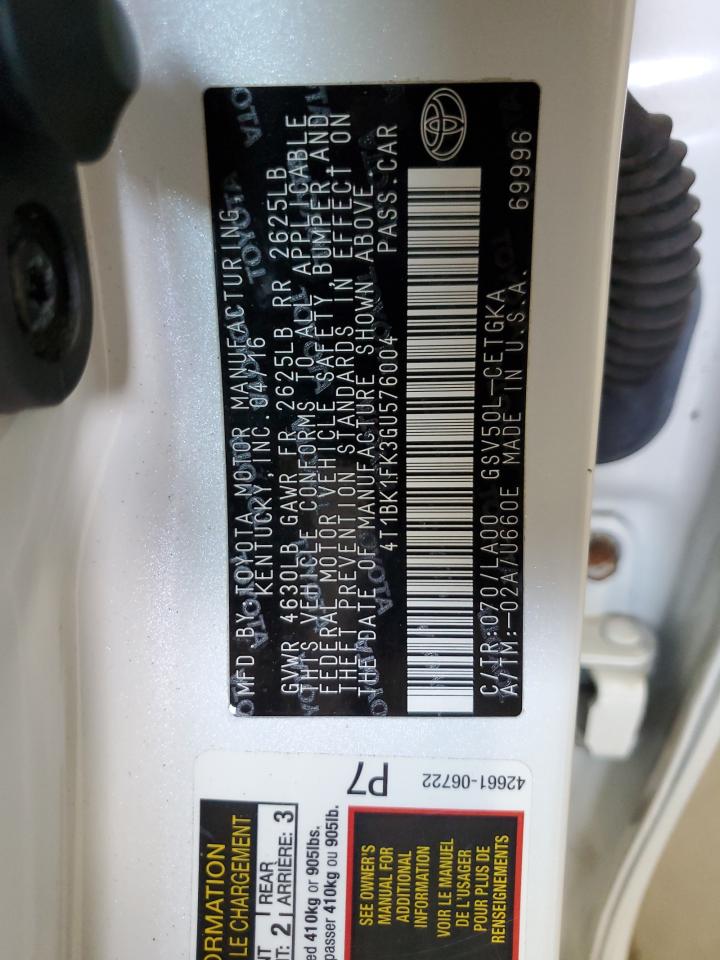 MFD BY:TOYOTA MOTOR MANUFACTURING,
KENTUCKY, INC. 04/16
GVWR 4630LB GAWR FR 2625LB RR 2625LB
THIS VEHICLE CONFORMS TO ALL APPLICABLE
FEDERAL MOTOR VEHICLE SAFETY, BUMPER, AND
THEFT PREVENTION STANDARDS IN EFFECT ON
THE DATE OF MANUFACTURE SHOWN ABOVE.
4T1BK1FK3GU576004 PASS.CAR
C/TR:070/LA00 GSV50L-CETGKA
A/TM:-02A/U660E MADE IN U.S.A. 69996
P7
42661-06722
LE CHARGEMENT
REAR
2 ARRIÈRE: 3
410kg or 905lbs.
410kg ou 905lb.
SEE OWNER'S
MANUAL FOR
ADDITIONAL
INFORMATION
VOIR LE MANUEL
DE L'USAGER
POUR PLUS DE
RENSEIGNEMENTS